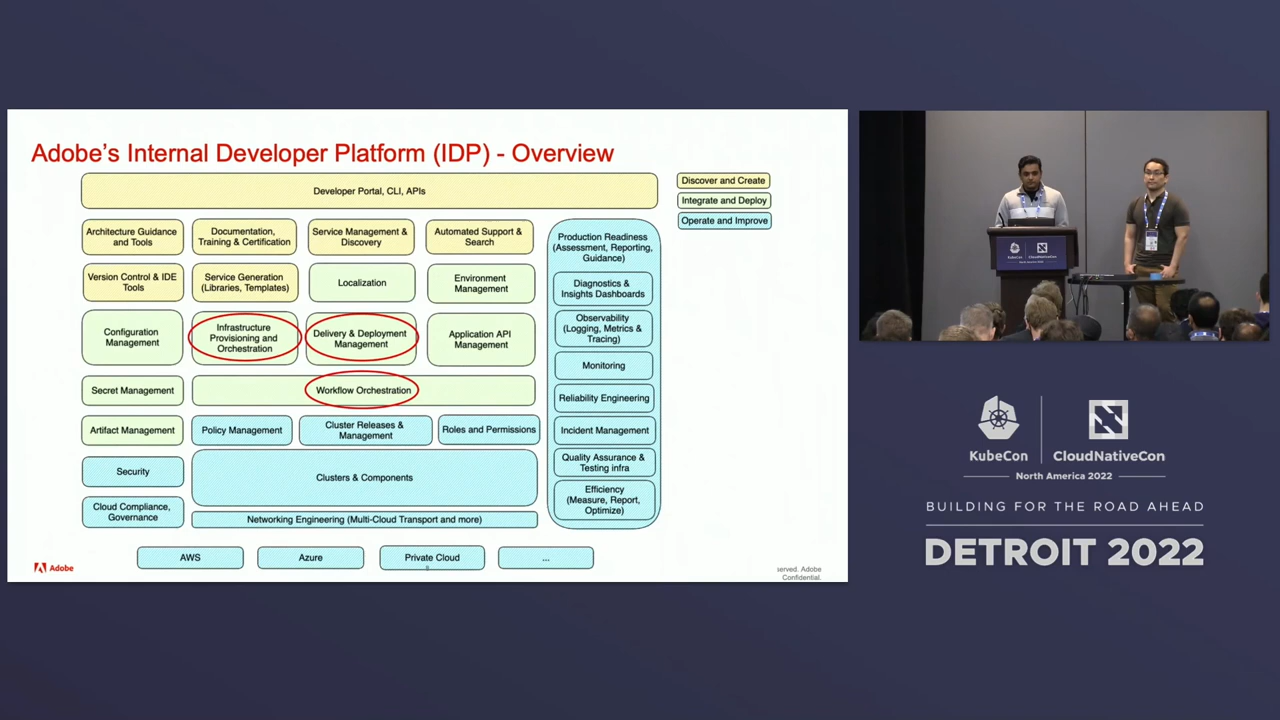 Adobe's Internal Developer Platform (IDP) - Overview
Developer Portal, CLI, APIs
Discover and Create
Integrate and Deploy
Operate and Improve
Architecture Guidance
and Tools
Documentation,
Training & Certification
Service Management &
Discovery
Automated Support &
Search
Production Readiness
(Assessment, Reporting,
Guidance)
Version Control & IDE
Tools
Service Generation
(Libraries, Templates)
Localization
Environment
Management
Diagnostics &
Insights Dashboards
Configuration
Management
Infrastructure
Provisioning and
Orchestration
Delivery & Deployment
Management
Application API
Management
Observability
(Logging, Metrics &
Tracing)
Monitoring
Secret Management
Workflow Orchestration
Reliability Engineering
Artifact Management
Policy Management
Cluster Releases &
Management
Roles and Permissions
Incident Management
Security
Clusters & Components
Quality Assurance &
Testing infra
Cloud Compliance,
Governance
Networking Engineering (Multi-Cloud Transport and more)
Efficiency
(Measure, Report,
Optimize)
AWS
Azure
Private Cloud
...
Adobe
served. Adobe
Confidential.
KubeCon
CloudNativeCon
North America 2022
BUILDING FOR THE ROAD AHEAD
DETROIT 2022